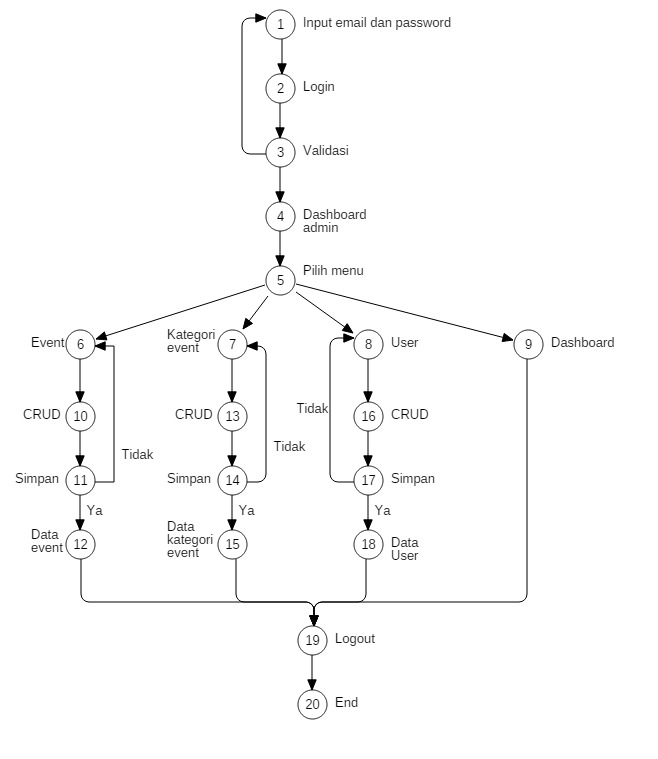 1 Input email dan password
2 Login
3 Validasi
4 Dashboard
admin
5 Pilih menu
Event 6
Kategori
event 7
8 User
9 Dashboard
CRUD 10
CRUD 13
Tidak
16 CRUD
Tidak
Tidak
Simpan 11
Simpan 14
17 Simpan
Ya
Ya
Ya
Data
event 12
Data
kategori
event 15
18 Data
User
19 Logout
20 End